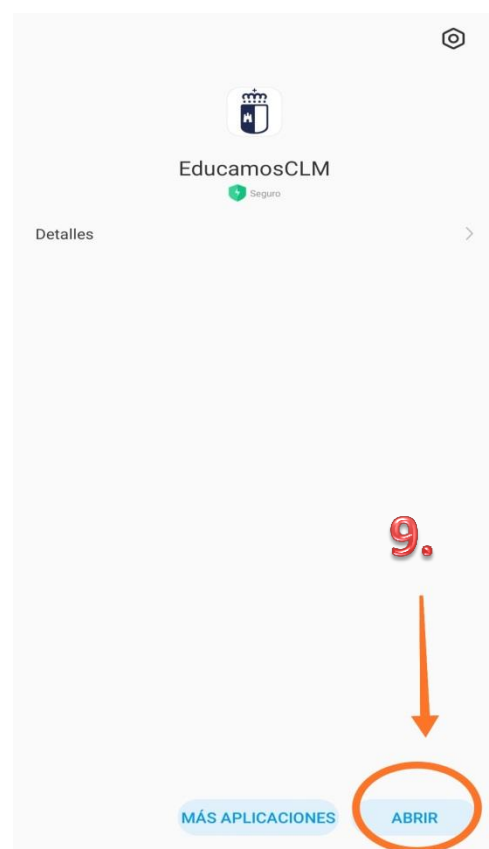 EducamosCLM
Seguro
Detalles
9.
MÁS APLICACIONES
ABRIR